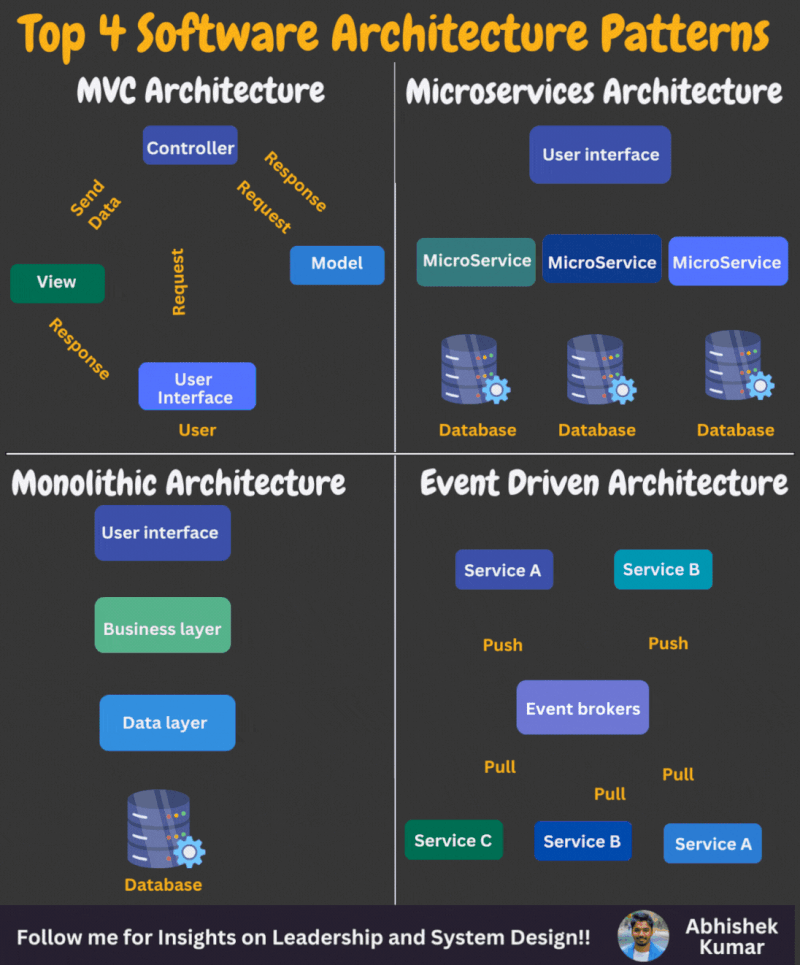 Top 4 Software Architecture Patterns
MVC Architecture
Controller
Send
Data
Response
Request
Request
View
Model
Response
User
Interface
User
Microservices Architecture
User interface
MicroService
MicroService
MicroService
Database
Database
Database
Monolithic Architecture
User interface
Business layer
Data layer
Database
Event Driven Architecture
Service A
Service B
Push
Push
Event brokers
Pull
Pull
Pull
Service C
Service B
Service A
Follow me for Insights on Leadership and System Design!!
Abhishek
Kumar